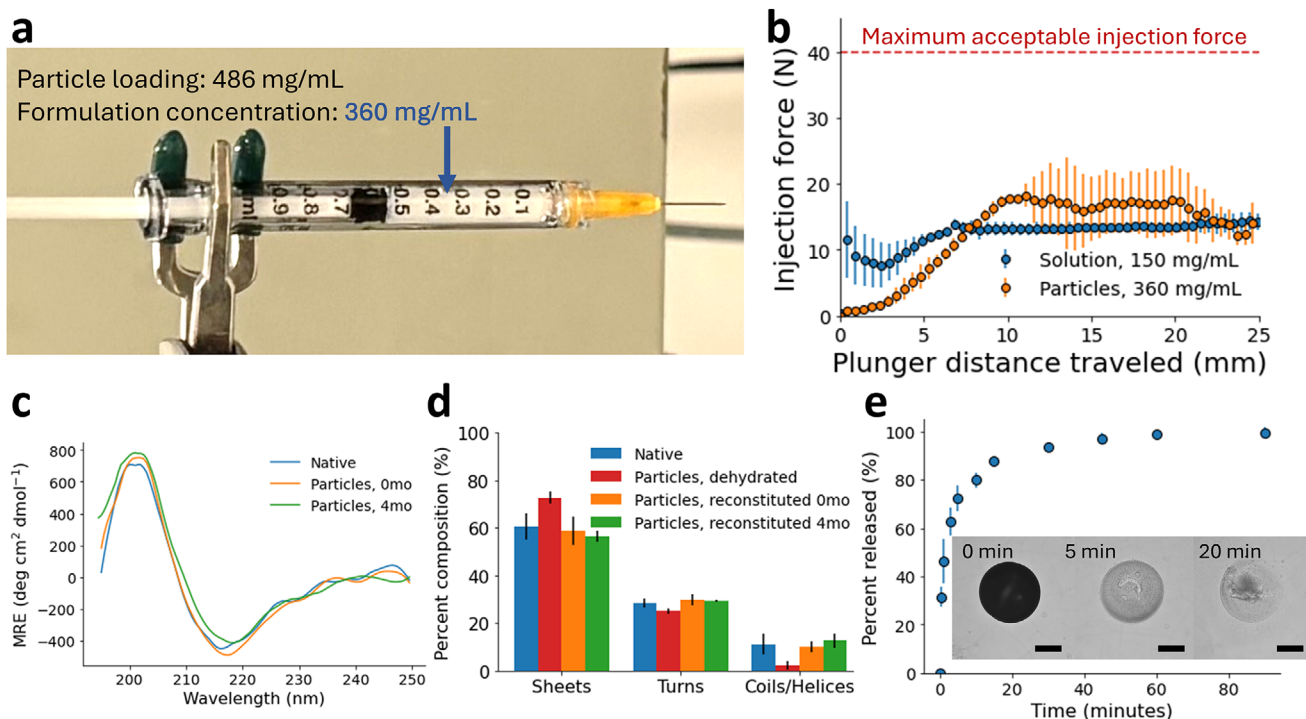 a
Particle loading: 486 mg/mL
Formulation concentration: 360 mg/mL
ml
0.9
0.8
0.7
0.5
0.4
0.3
0.2
0.1
b
Maximum acceptable injection force
Injection force (N)
40
30
20
10
0
Solution, 150 mg/mL
Particles, 360 mg/mL
0 5 10 15 20 25
Plunger distance traveled (mm)
c
MRE (deg cm² dmol⁻¹)
800
600
400
200
0
−200
−400
Native
Particles, 0mo
Particles, 4mo
200 210 220 230 240 250
Wavelength (nm)
d
Percent composition (%)
100
80
60
40
20
0
Native
Particles, dehydrated
Particles, reconstituted 0mo
Particles, reconstituted 4mo
Sheets Turns Coils/Helices
e
Percent released (%)
100
80
60
40
20
0
0 min 5 min 20 min
0 20 40 60 80
Time (minutes)